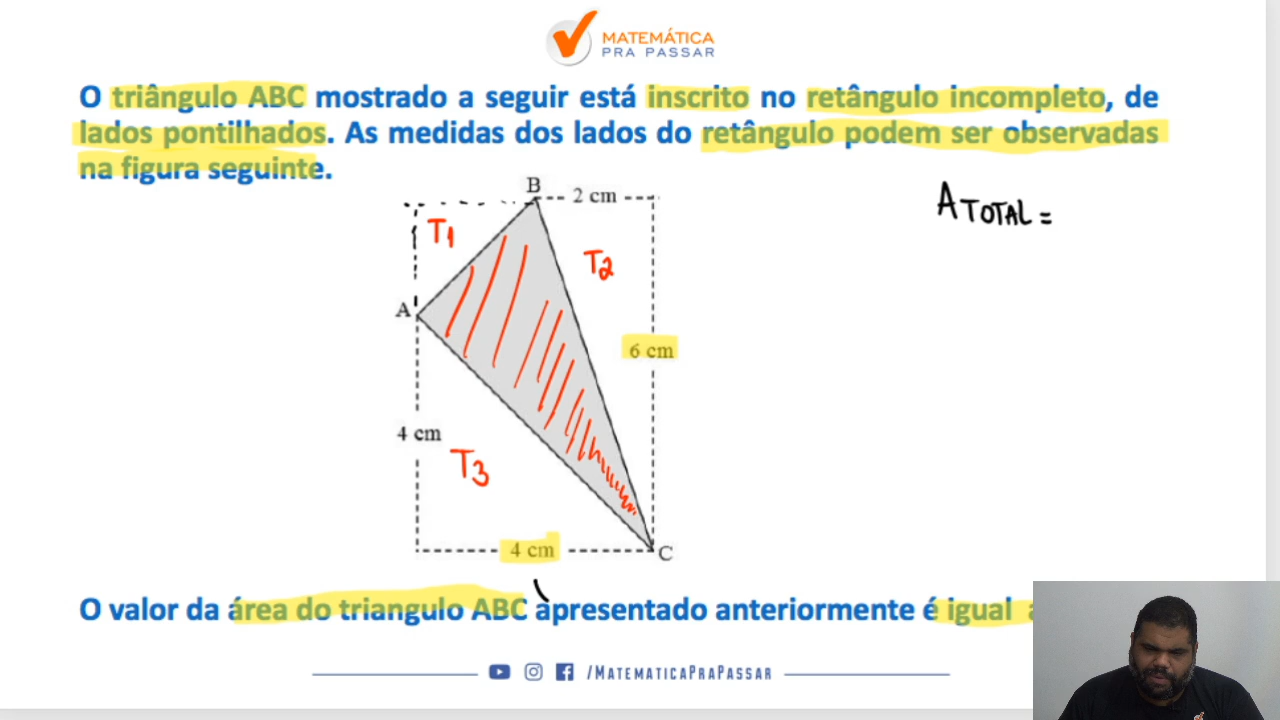 MATEMÁTICA
PRA PASSAR
O triângulo ABC mostrado a seguir está inscrito no retângulo incompleto, de
lados pontilhados. As medidas dos lados do retângulo podem ser observadas
na figura seguinte.
B
2 cm
A TOTAL =
T1
T2
A
6 cm
4 cm
T3
4 cm
C
O valor da área do triangulo ABC apresentado anteriormente é igual a
/MATEMATICAPRAPASSAR